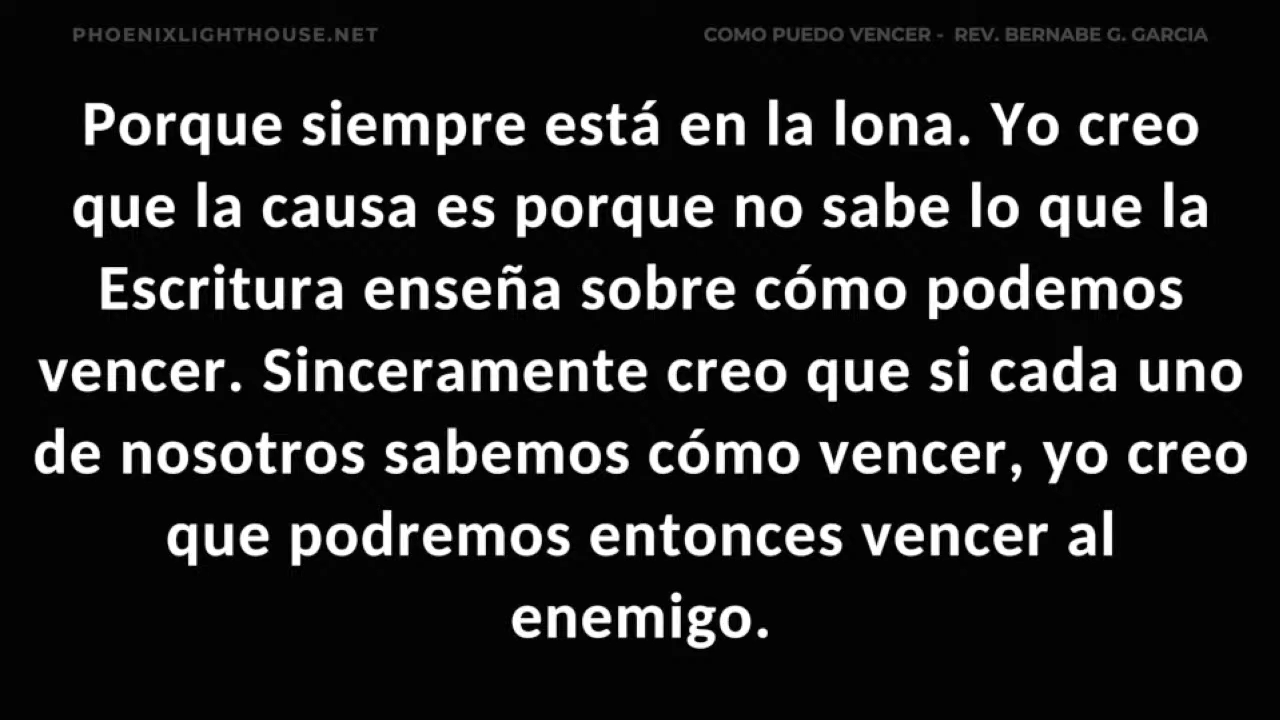 PHOENIXLIGHTHOUSE.NET
COMO PUEDO VENCER - REV. BERNABE G. GARCIA
Porque siempre está en la lona. Yo creo
que la causa es porque no sabe lo que la
Escritura enseña sobre cómo podemos
vencer. Sinceramente creo que si cada uno
de nosotros sabemos cómo vencer, yo creo
que podremos entonces vencer al
enemigo.